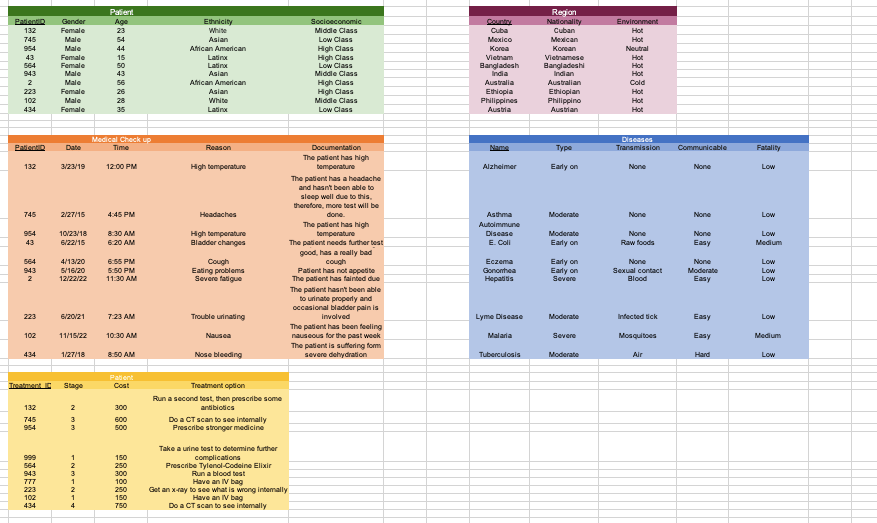 Patient
PatientID Gender Age Ethnicity Socioeconomic
132 Female 23 White Middle Class
745 Male 54 Asian Low Class
954 Male 44 African American High Class
43 Female 15 Latinx High Class
564 Female 50 Latinx Low Class
943 Male 43 Asian Middle Class
2 Male 56 African American High Class
223 Female 26 Asian High Class
102 Male 28 White Middle Class
434 Female 35 Latinx Low Class
Region
Country Nationality Environment
Cuba Cuban Hot
Mexico Mexican Hot
Korea Korean Neutral
Vietnam Vietnamese Hot
Bangladesh Bangladeshi Hot
India Indian Hot
Australia Australian Cold
Ethiopia Ethiopian Hot
Philippines Philippino Hot
Austria Austrian Hot
Medical Check up
PatientID Date Time Reason Documentation
The patient has high
132 3/23/19 12:00 PM High temperature temperature
The patient has a headache
and hasn't been able to
sleep well due to this,
therefore, more test will be
745 2/27/15 4:45 PM Headaches done.
The patient has high
954 10/23/18 8:30 AM High temperature temperature
43 6/22/15 6:20 AM Bladder changes The patient needs further test
good, has a really bad
564 4/13/20 6:55 PM Cough cough
943 5/16/20 5:50 PM Eating problems Patient has not appetite
2 12/22/22 11:30 AM Severe fatigue The patient has fainted due
The patient hasn't been able
to urinate properly and
occasional bladder pain is
223 6/20/21 7:23 AM Trouble urinating involved
The patient has been feeling
102 11/15/22 10:30 AM Nausea nauseous for the past week
The patient is suffering form
434 1/27/18 8:50 AM Nose bleeding severe dehydration
Diseases
Name Type Transmission Communicable Fatality
Alzheimer Early on None None Low
Asthma Moderate None None Low
Autoimmune
Disease Moderate None None Low
E. Coli Early on Raw foods Easy Medium
Eczema Early on None None Low
Gonorrhea Early on Sexual contact Moderate Low
Hepatitis Severe Blood Easy Low
Lyme Disease Moderate Infected tick Easy Low
Malaria Severe Mosquitoes Easy Medium
Tuberculosis Moderate Air Hard Low
Patient
Treatment_ID Stage Cost Treatment option
Run a second test, then prescribe some
132 2 300 antibiotics
745 3 600 Do a CT scan to see internally
954 3 500 Prescribe stronger medicine
Take a urine test to determine further
999 1 150 complications
564 2 250 Prescribe Tylenol-Codeine Elixir
943 3 300 Run a blood test
777 1 100 Have an IV bag
223 2 250 Get an x-ray to see what is wrong internally
102 1 150 Have an IV bag
434 4 750 Do a CT scan to see internally